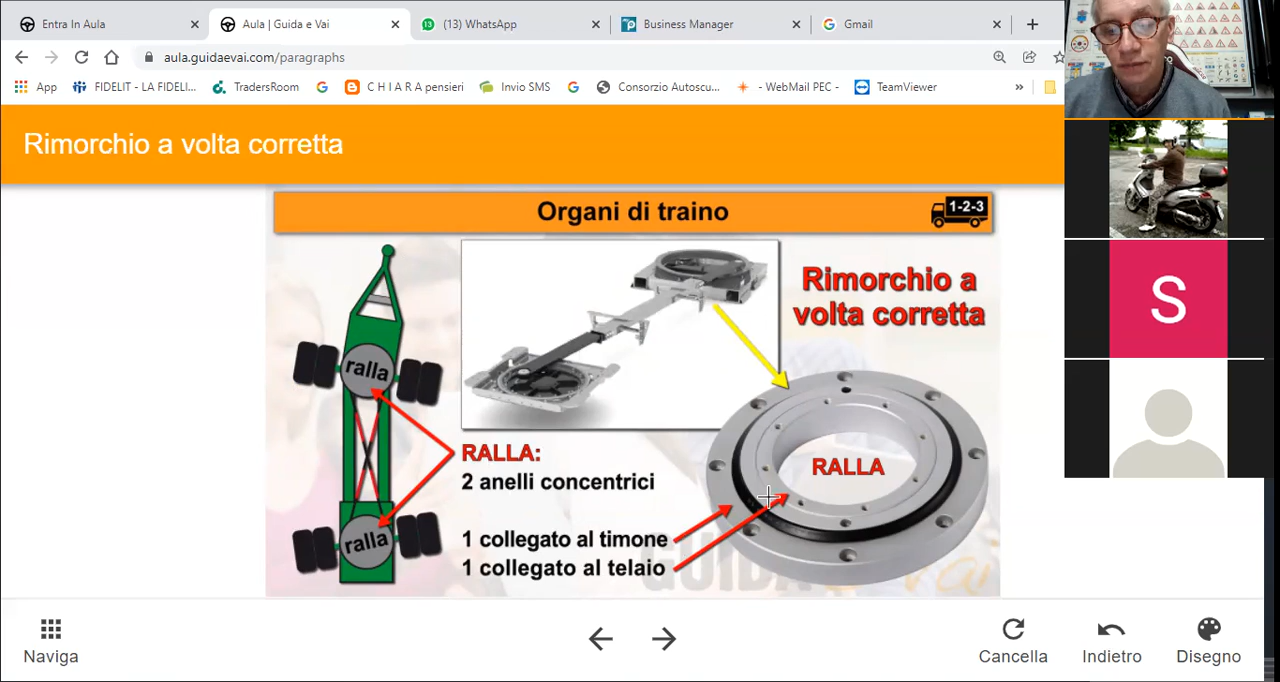 Entra In Aula
Aula | Guida e Vai
(13) WhatsApp
Business Manager
Gmail
aula.guidaevai.com/paragraphs
App
FIDELIT - LA FIDELI...
TradersRoom
C H I A R A pensieri
Invio SMS
Consorzio Autoscu...
- WebMail PEC -
TeamViewer
»
Rimorchio a volta corretta
Organi di traino
1-2-3
Rimorchio a
volta corretta
ralla
ralla
RALLA:
2 anelli concentrici
1 collegato al timone
1 collegato al telaio
RALLA
GUIDA e vai
S
Naviga
Cancella
Indietro
Disegno